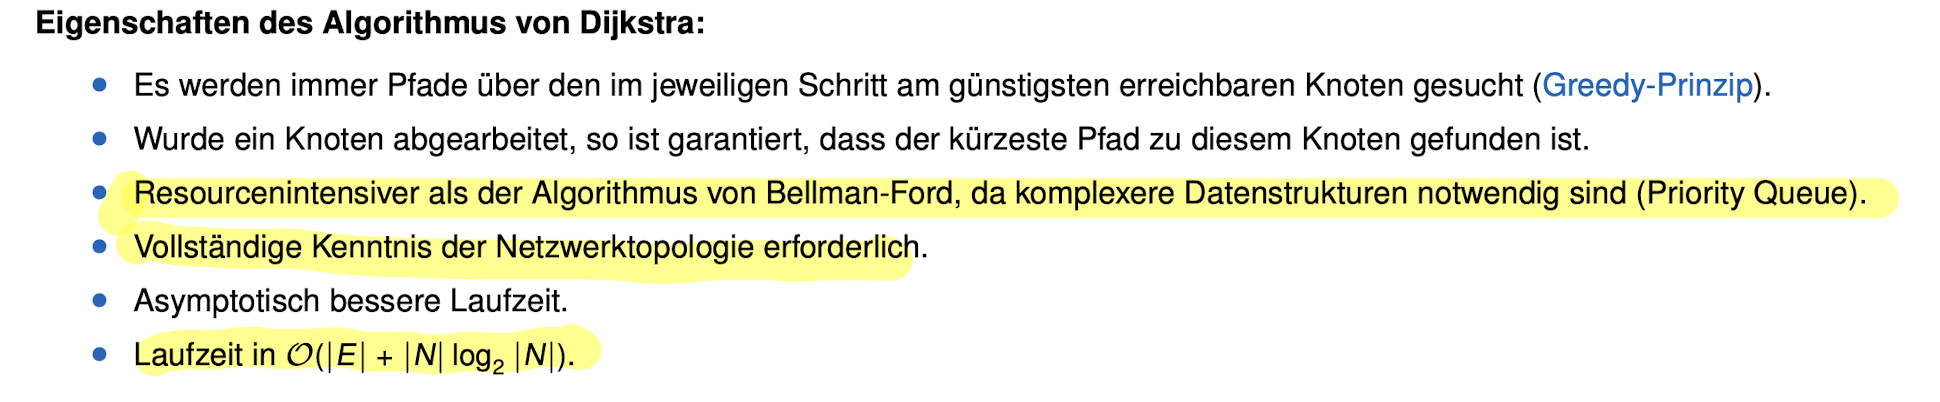 Eigenschaften des Algorithmus von Dijkstra:
• Es werden immer Pfade über den im jeweiligen Schritt am günstigsten erreichbaren Knoten gesucht (Greedy-Prinzip).
• Wurde ein Knoten abgearbeitet, so ist garantiert, dass der kürzeste Pfad zu diesem Knoten gefunden ist.
• Resourcenintensiver als der Algorithmus von Bellman-Ford, da komplexere Datenstrukturen notwendig sind (Priority Queue).
• Vollständige Kenntnis der Netzwerktopologie erforderlich.
• Asymptotisch bessere Laufzeit.
• Laufzeit in 𝒪(|E| + |N| log₂ |N|).